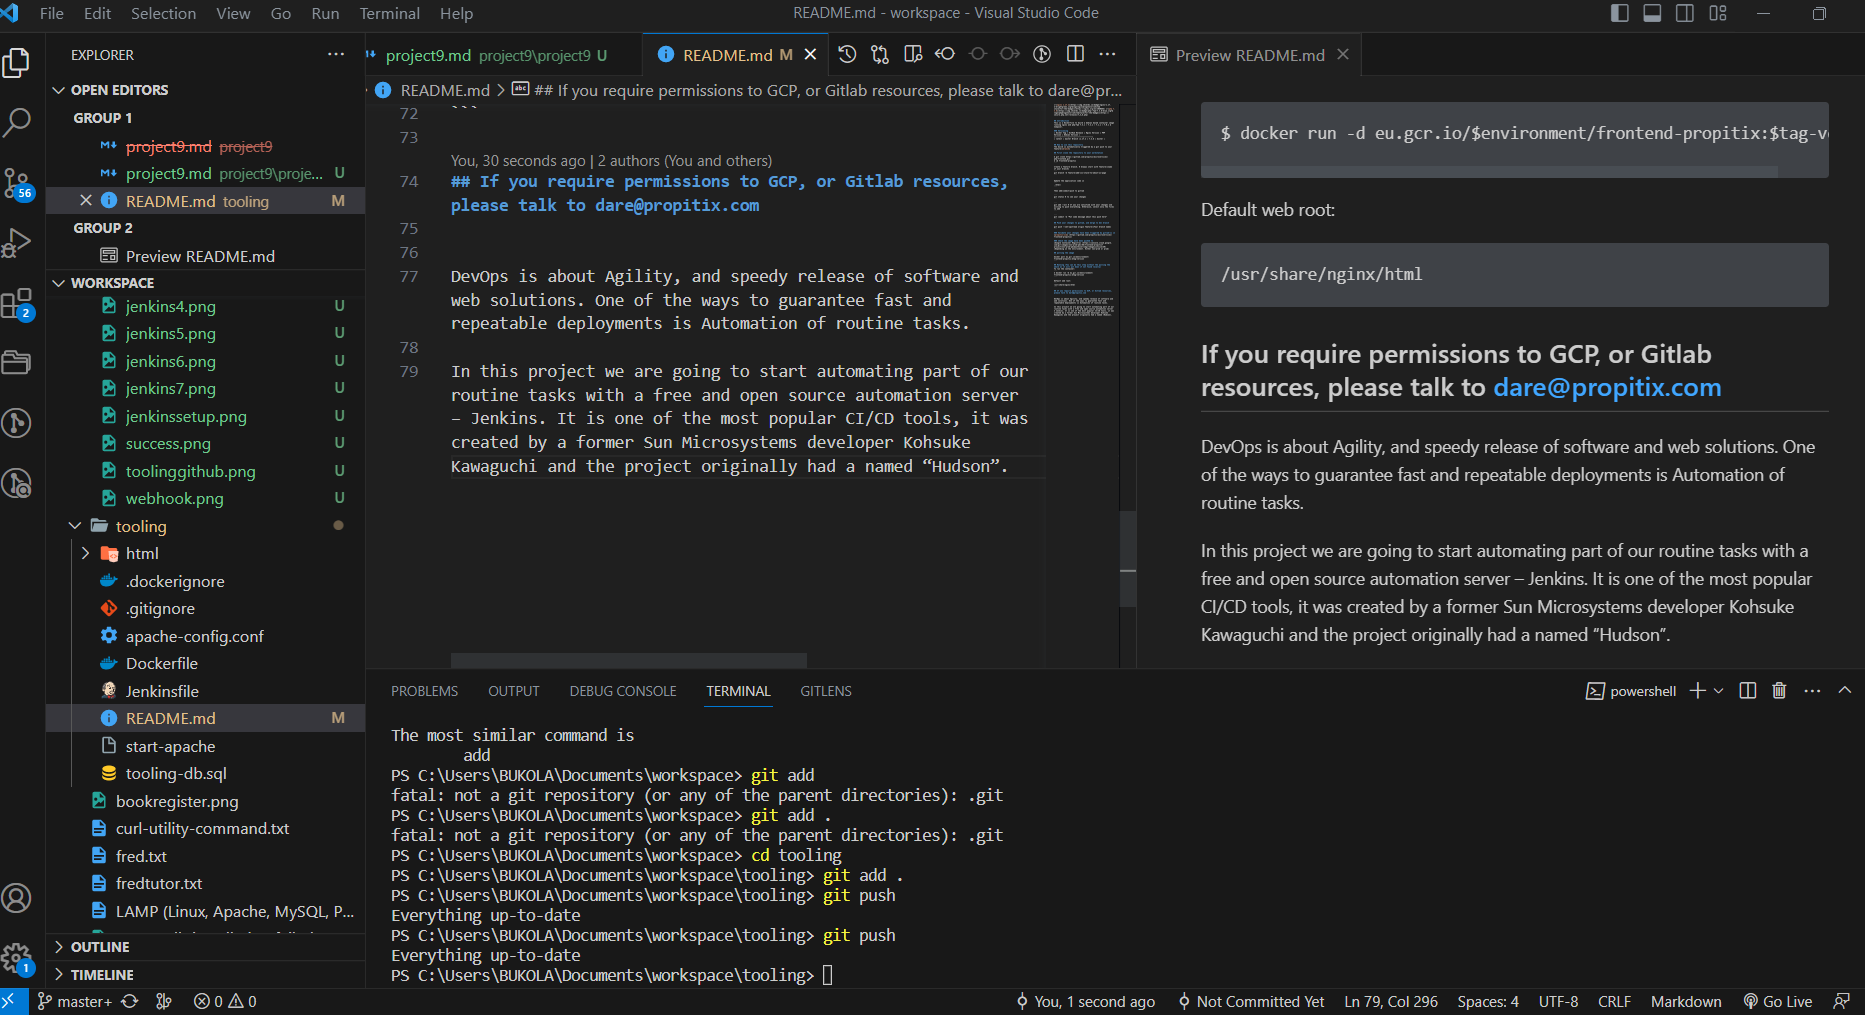 File Edit Selection View Go Run Terminal Help
README.md - workspace - Visual Studio Code
EXPLORER
OPEN EDITORS
GROUP 1
project9.md project9
project9.md project9\proje... U
README.md tooling M
GROUP 2
Preview README.md
WORKSPACE
jenkins4.png U
jenkins5.png U
jenkins6.png U
jenkins7.png U
jenkinssetup.png U
success.png U
toolinggithub.png U
webhook.png U
tooling
html
.dockerignore
.gitignore
apache-config.conf
Dockerfile
Jenkinsfile
README.md M
start-apache
tooling-db.sql
bookregister.png
curl-utility-command.txt
fred.txt
fredtutor.txt
LAMP (Linux, Apache, MySQL, P...
OUTLINE
TIMELINE
56
2
1
project9.md project9\project9 U
README.md M
README.md > ## If you require permissions to GCP, or Gitlab resources, please talk to dare@pr...
72 ```
73
You, 30 seconds ago | 2 authors (You and others)
74 ## If you require permissions to GCP, or Gitlab resources,
please talk to dare@propitix.com
75
76
77 DevOps is about Agility, and speedy release of software and
web solutions. One of the ways to guarantee fast and
repeatable deployments is Automation of routine tasks.
78
79 In this project we are going to start automating part of our
routine tasks with a free and open source automation server
– Jenkins. It is one of the most popular CI/CD tools, it was
created by a former Sun Microsystems developer Kohsuke
Kawaguchi and the project originally had a named “Hudson”.
Preview README.md
$ docker run -d eu.gcr.io/$environment/frontend-propitix:$tag-v
Default web root:
/usr/share/nginx/html
If you require permissions to GCP, or Gitlab
resources, please talk to dare@propitix.com
DevOps is about Agility, and speedy release of software and web solutions. One
of the ways to guarantee fast and repeatable deployments is Automation of
routine tasks.
In this project we are going to start automating part of our routine tasks with a
free and open source automation server – Jenkins. It is one of the most popular
CI/CD tools, it was created by a former Sun Microsystems developer Kohsuke
Kawaguchi and the project originally had a named “Hudson”.
PROBLEMS OUTPUT DEBUG CONSOLE TERMINAL GITLENS
powershell
The most similar command is
add
PS C:\Users\BUKOLA\Documents\workspace> git add
fatal: not a git repository (or any of the parent directories): .git
PS C:\Users\BUKOLA\Documents\workspace> git add .
fatal: not a git repository (or any of the parent directories): .git
PS C:\Users\BUKOLA\Documents\workspace> cd tooling
PS C:\Users\BUKOLA\Documents\workspace\tooling> git add .
PS C:\Users\BUKOLA\Documents\workspace\tooling> git push
Everything up-to-date
PS C:\Users\BUKOLA\Documents\workspace\tooling> git push
Everything up-to-date
PS C:\Users\BUKOLA\Documents\workspace\tooling>
master+ 0 0
You, 1 second ago Not Committed Yet Ln 79, Col 296 Spaces: 4 UTF-8 CRLF Markdown Go Live